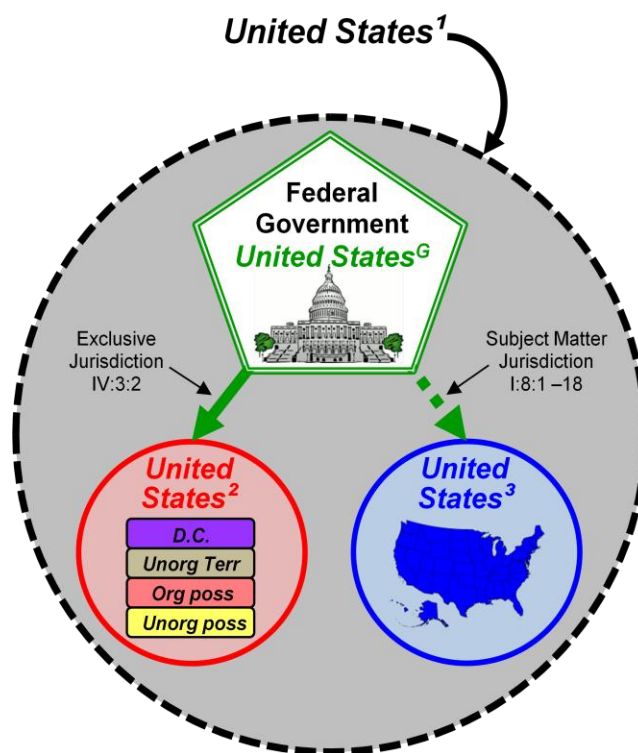 United States¹
Federal
Government
United Statesᴳ
Exclusive
Jurisdiction
IV:3:2
Subject Matter
Jurisdiction
I:8:1 –18
United
States²
D.C.
Unorg Terr
Org poss
Unorg poss
United
States³